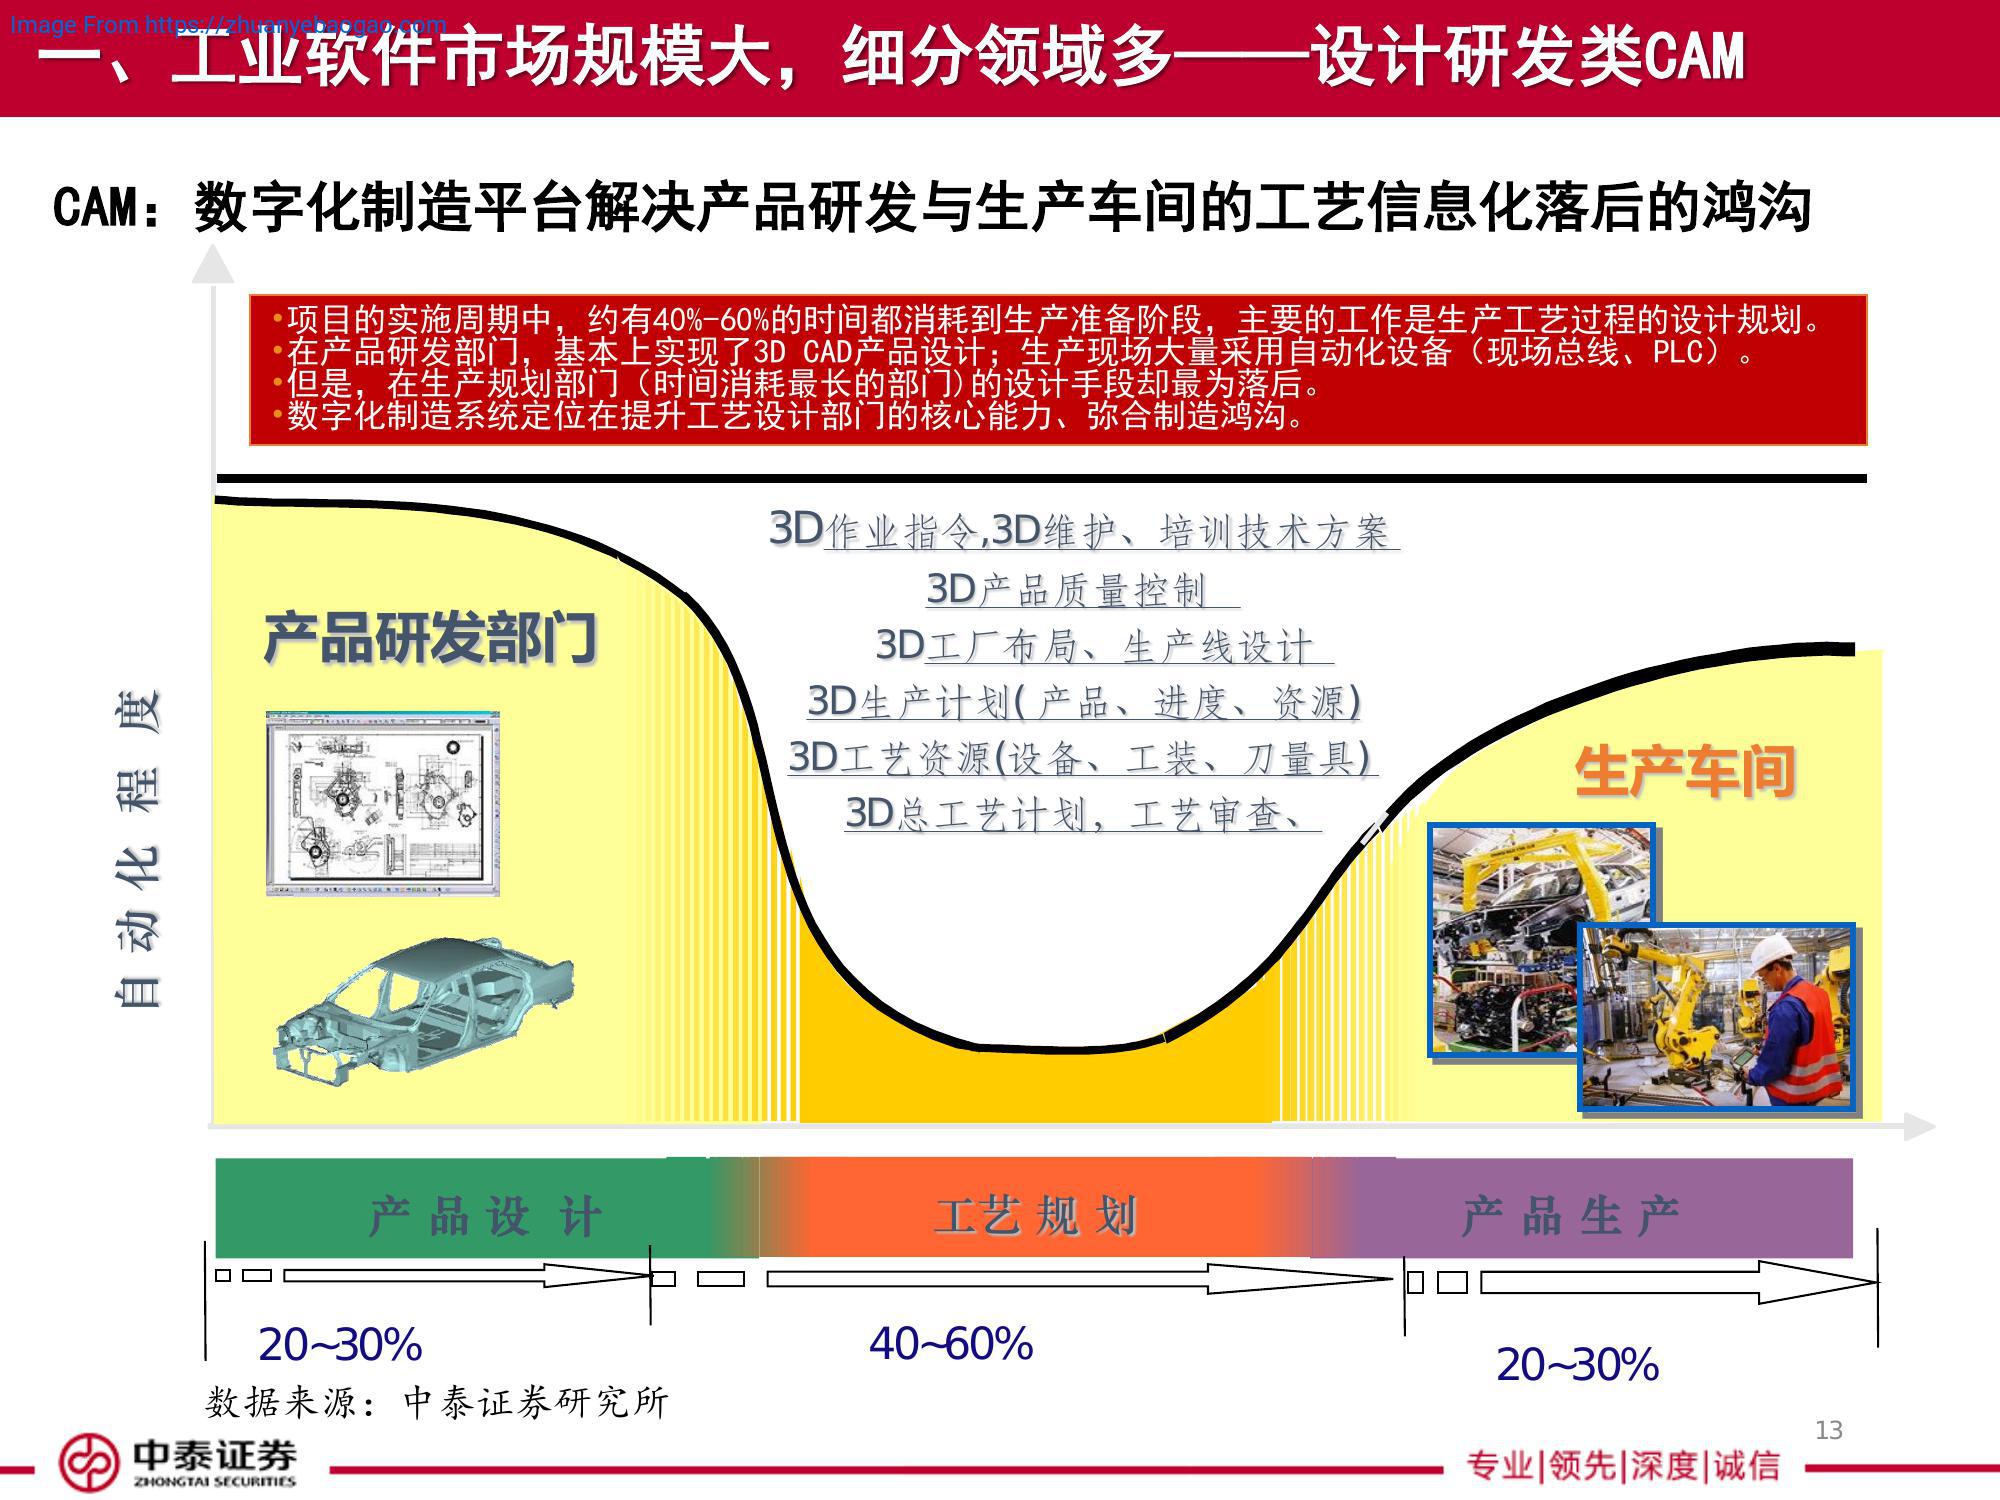 Image From https://zhuanyebaogao.com
一、工业软件市场规模大，细分领域多——设计研发类CAM
CAM：数字化制造平台解决产品研发与生产车间的工艺信息化落后的鸿沟
•项目的实施周期中，约有40%-60%的时间都消耗到生产准备阶段，主要的工作是生产工艺过程的设计规划。
•在产品研发部门，基本上实现了3D CAD产品设计；生产现场大量采用自动化设备（现场总线、PLC）。
•但是，在生产规划部门（时间消耗最长的部门)的设计手段却最为落后。
•数字化制造系统定位在提升工艺设计部门的核心能力、弥合制造鸿沟。
3D作业指令,3D维护、培训技术方案
3D产品质量控制
3D工厂布局、生产线设计
3D生产计划( 产品、进度、资源)
3D工艺资源(设备、工装、刀量具)
3D总工艺计划，工艺审查、
产品研发部门
生产车间
自动化程度
产品设计
工艺规划
产品生产
20~30%
40~60%
20~30%
数据来源：中泰证券研究所
13
中泰证券
ZHONGTAI SECURITIES
专业|领先|深度|诚信